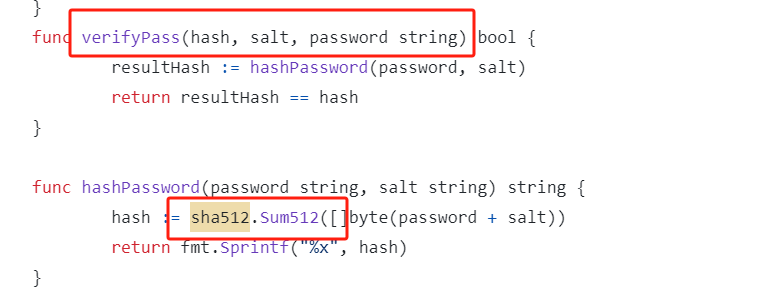 }
func verifyPass(hash, salt, password string) bool {
        resultHash := hashPassword(password, salt)
        return resultHash == hash
}

func hashPassword(password string, salt string) string {
        hash := sha512.Sum512([]byte(password + salt))
        return fmt.Sprintf("%x", hash)
}